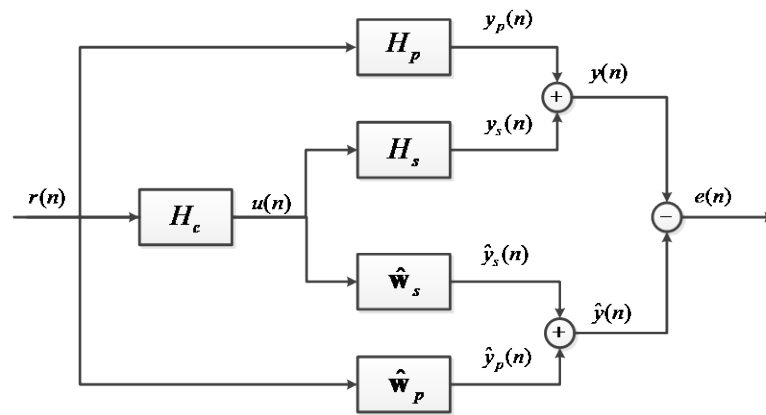 y_p(n)
H_p
y(n)
+
y_s(n)
H_s
r(n)
H_c
u(n)
−
e(n)
ŷ_s(n)
ŵ_s
+
ŷ(n)
ŷ_p(n)
ŵ_p